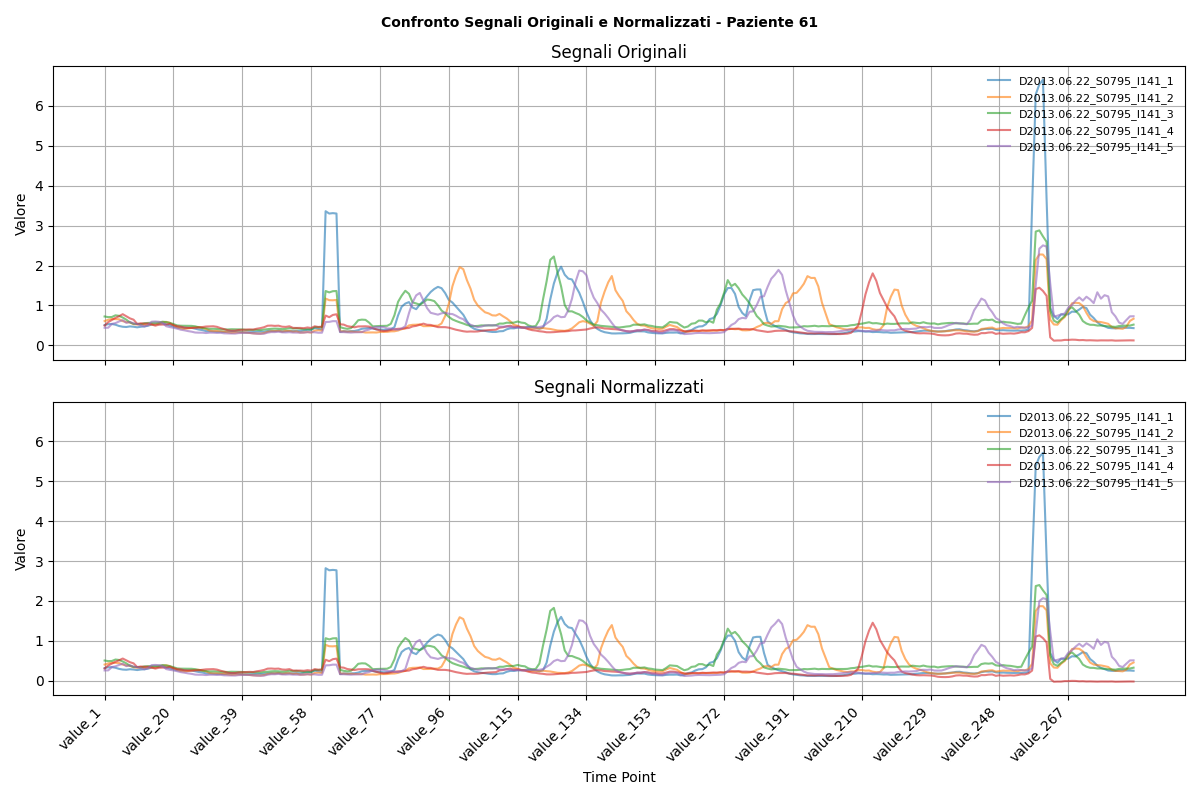 Confronto Segnali Originali e Normalizzati - Paziente 61
Segnali Originali
D2013.06.22_S0795_I141_1
D2013.06.22_S0795_I141_2
D2013.06.22_S0795_I141_3
D2013.06.22_S0795_I141_4
D2013.06.22_S0795_I141_5
6
5
4
3
2
1
0
Valore
Segnali Normalizzati
D2013.06.22_S0795_I141_1
D2013.06.22_S0795_I141_2
D2013.06.22_S0795_I141_3
D2013.06.22_S0795_I141_4
D2013.06.22_S0795_I141_5
6
5
4
3
2
1
0
Valore
value_1 value_20 value_39 value_58 value_77 value_96 value_115 value_134 value_153 value_172 value_191 value_210 value_229 value_248 value_267
Time Point